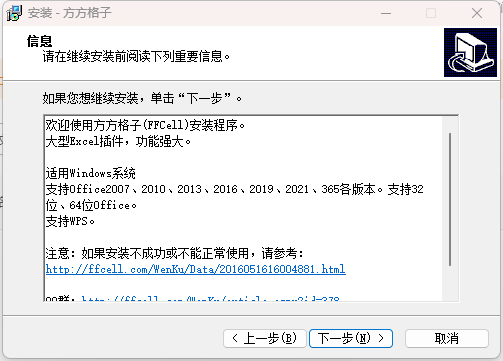 安装 - 方方格子
信息
请在继续安装前阅读下列重要信息。
如果您想继续安装，单击“下一步”。
欢迎使用方方格子(FFCell)安装程序。
大型Excel插件，功能强大。
适用Windows系统
支持Office2007、2010、2013、2016、2019、2021、365各版本。支持32
位、64位Office。
支持WPS。
注意：如果安装不成功或不能正常使用，请参考：
http://ffcell.com/WenKu/Data/2016051616004881.html
< 上一步(B)
下一步(N) >
取消